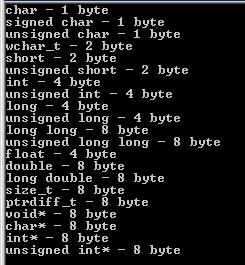 char - 1 byte
signed char - 1 byte
unsigned char - 1 byte
wchar_t - 2 byte
short - 2 byte
unsigned short - 2 byte
int - 4 byte
unsigned int - 4 byte
long - 4 byte
unsigned long - 4 byte
long long - 8 byte
unsigned long long - 8 byte
float - 4 byte
double - 8 byte
long double - 8 byte
size_t - 8 byte
ptrdiff_t - 8 byte
void* - 8 byte
char* - 8 byte
int* - 8 byte
unsigned int* - 8 byte